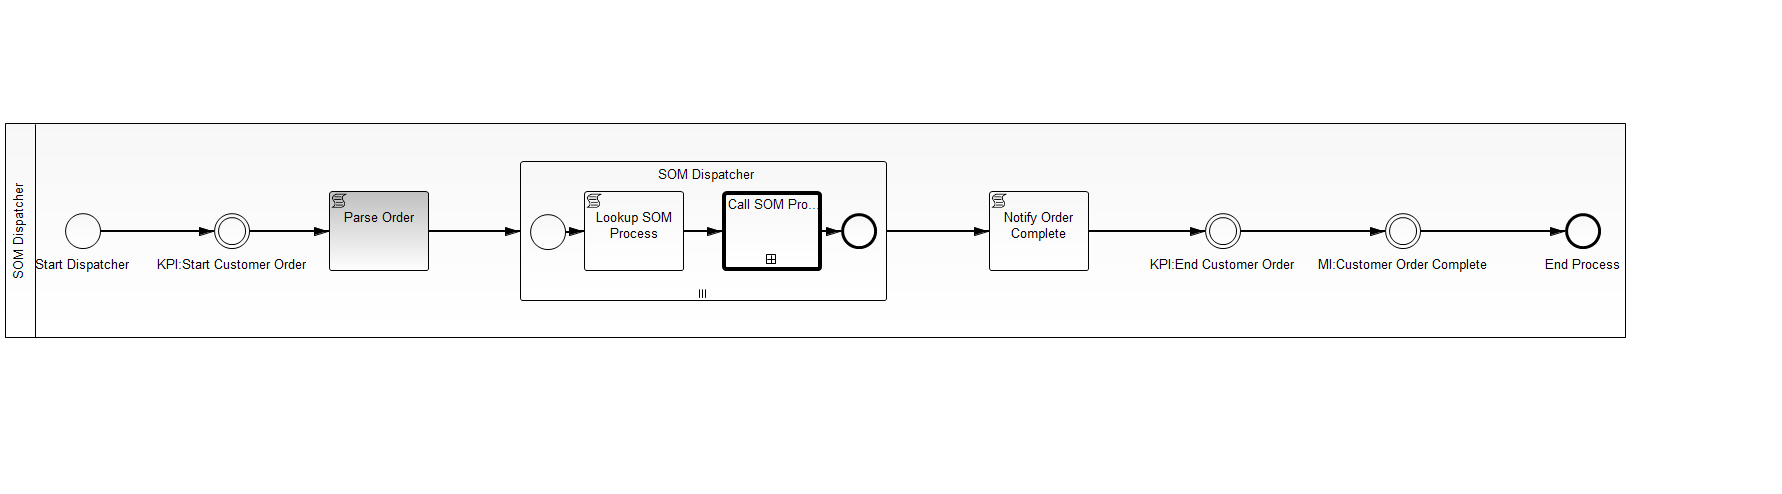 SOM Dispatcher
Start Dispatcher
KPI:Start Customer Order
Parse Order
SOM Dispatcher
Lookup SOM
Process
Call SOM Pro...
Notify Order
Complete
KPI:End Customer Order
MI:Customer Order Complete
End Process